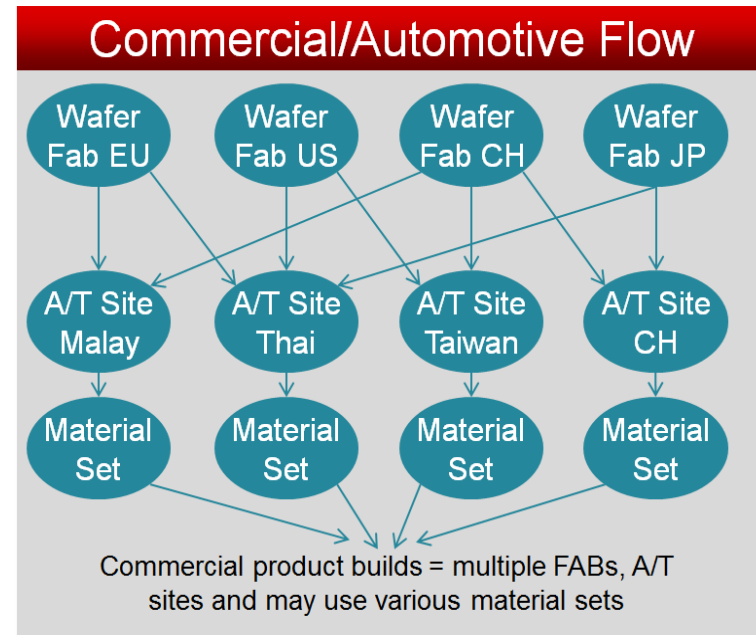 Commercial/Automotive Flow
Wafer
Fab EU
Wafer
Fab US
Wafer
Fab CH
Wafer
Fab JP
A/T Site
Malay
A/T Site
Thai
A/T Site
Taiwan
A/T Site
CH
Material
Set
Material
Set
Material
Set
Material
Set
Commercial product builds = multiple FABs, A/T
sites and may use various material sets